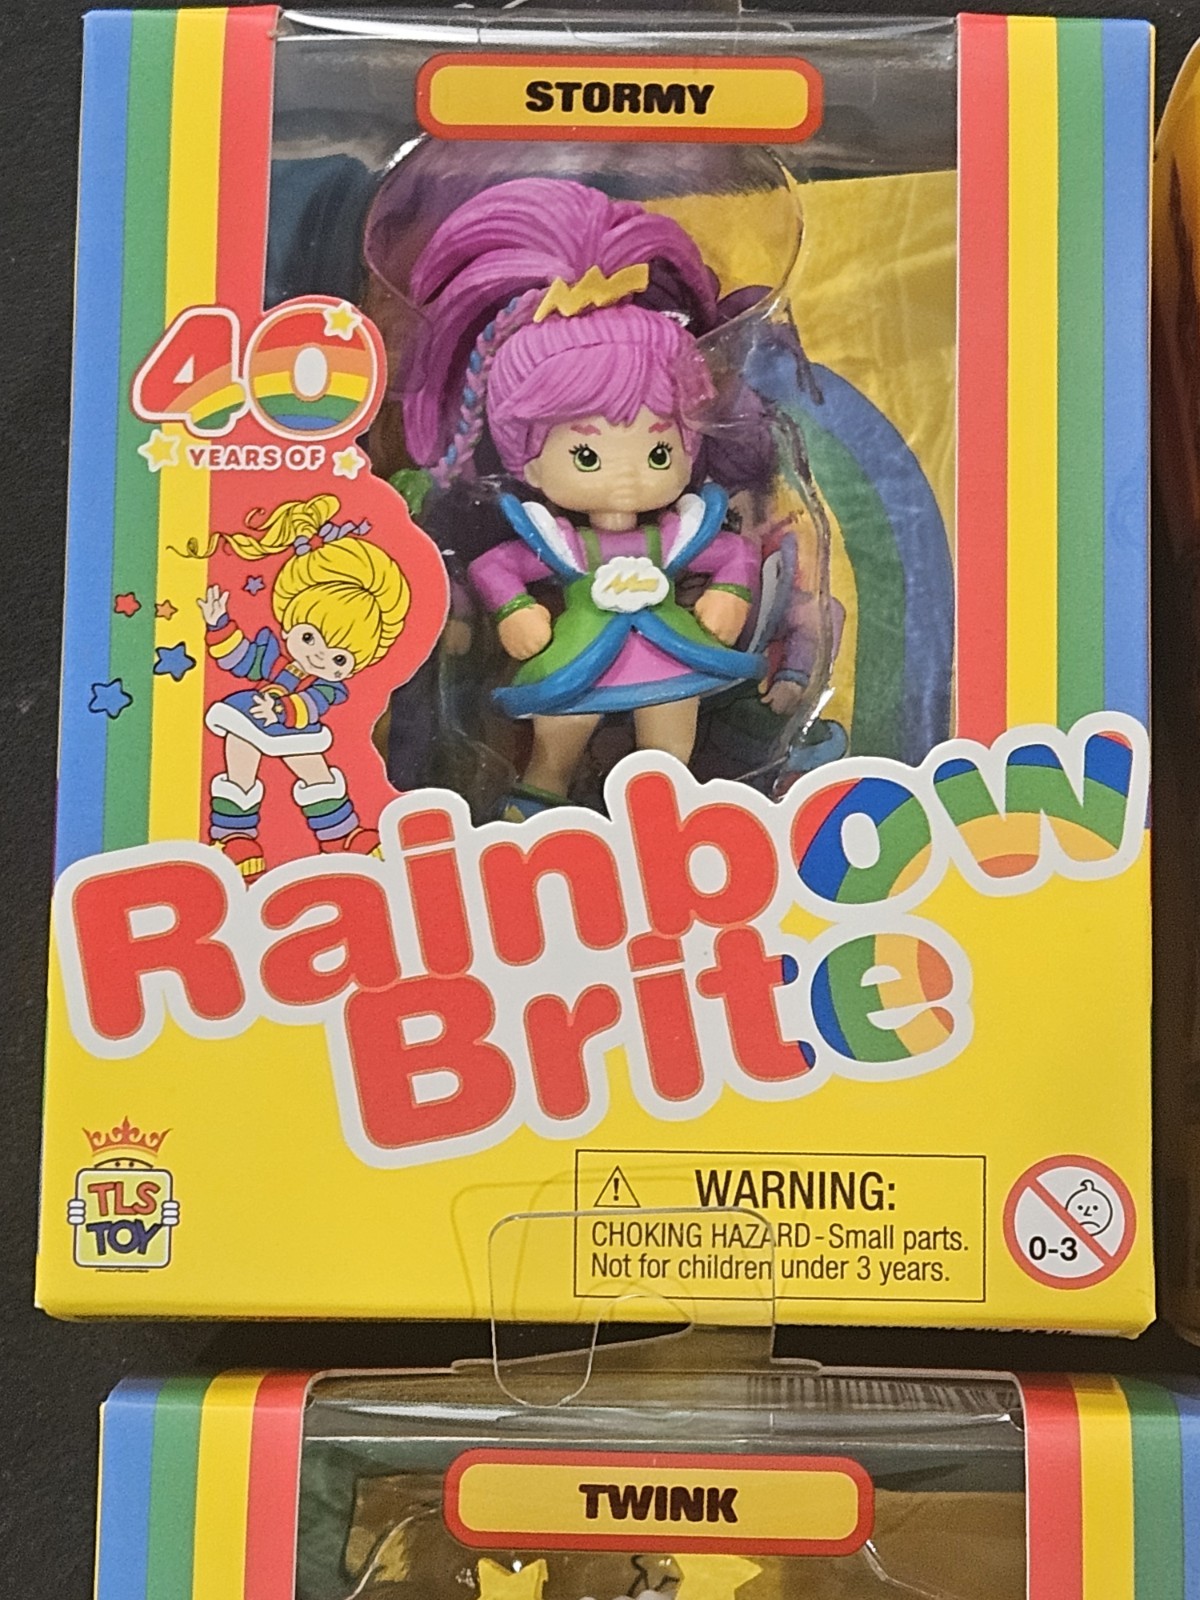 STORMY
40
YEARS OF
Rainbow
Brite
TLS
TOY
WARNING:
CHOKING HAZARD - Small parts.
Not for children under 3 years.
0-3
TWINK